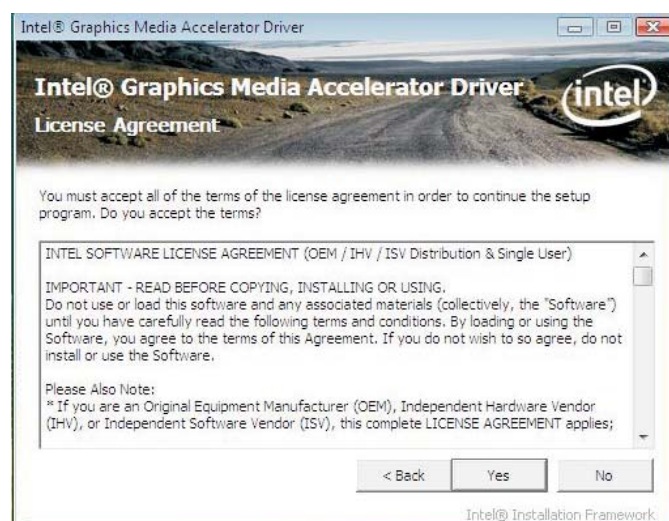 Intel® Graphics Media Accelerator Driver
Intel® Graphics Media Accelerator Driver
License Agreement
intel
You must accept all of the terms of the license agreement in order to continue the setup
program. Do you accept the terms?
INTEL SOFTWARE LICENSE AGREEMENT (OEM / IHV / ISV Distribution & Single User)
IMPORTANT - READ BEFORE COPYING, INSTALLING OR USING.
Do not use or load this software and any associated materials (collectively, the "Software")
until you have carefully read the following terms and conditions. By loading or using the
Software, you agree to the terms of this Agreement. If you do not wish to so agree, do not
install or use the Software.
Please Also Note:
* If you are an Original Equipment Manufacturer (OEM), Independent Hardware Vendor
(IHV), or Independent Software Vendor (ISV), this complete LICENSE AGREEMENT applies;
< Back Yes No
Intel® Installation Framework